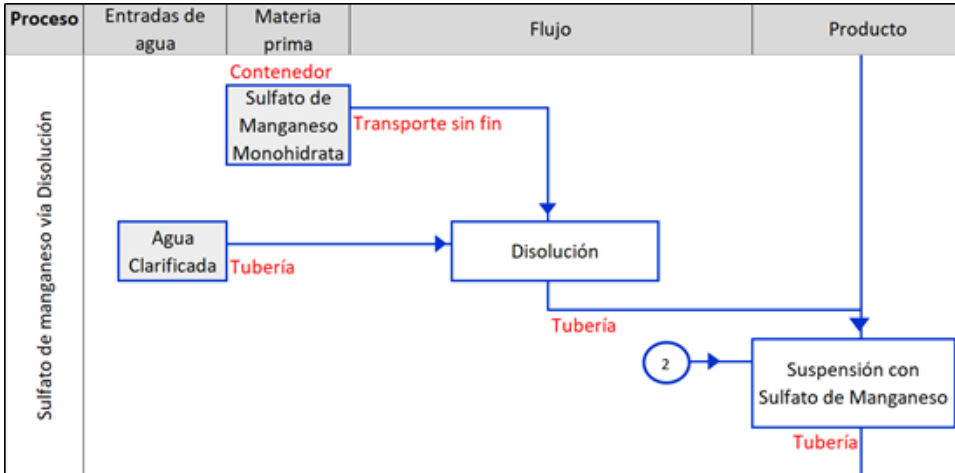 Proceso
Entradas de
agua
Materia
prima
Flujo
Producto
Sulfato de manganeso vía Disolución
Contenedor
Sulfato de
Manganeso
Monohidrata
Transporte sin fin
Agua
Clarificada
Tubería
Disolución
Tubería
2
Suspensión con
Sulfato de Manganeso
Tubería